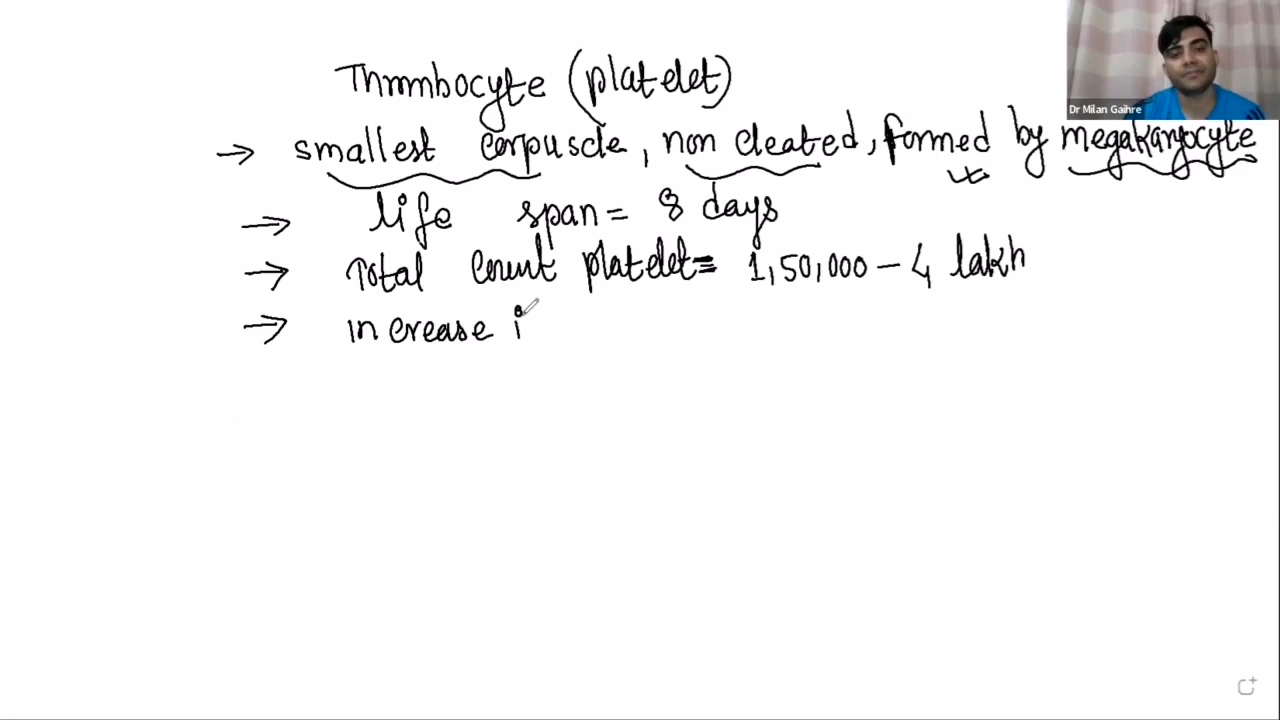 Thrombocyte (platelet)
Dr Milan Gaihre
→ smallest corpuscle, non cleated, formed by megakaryocyte
→ life span = 8 days
→ Total count platelet = 1,50,000 – 4 lakh
→ increase i